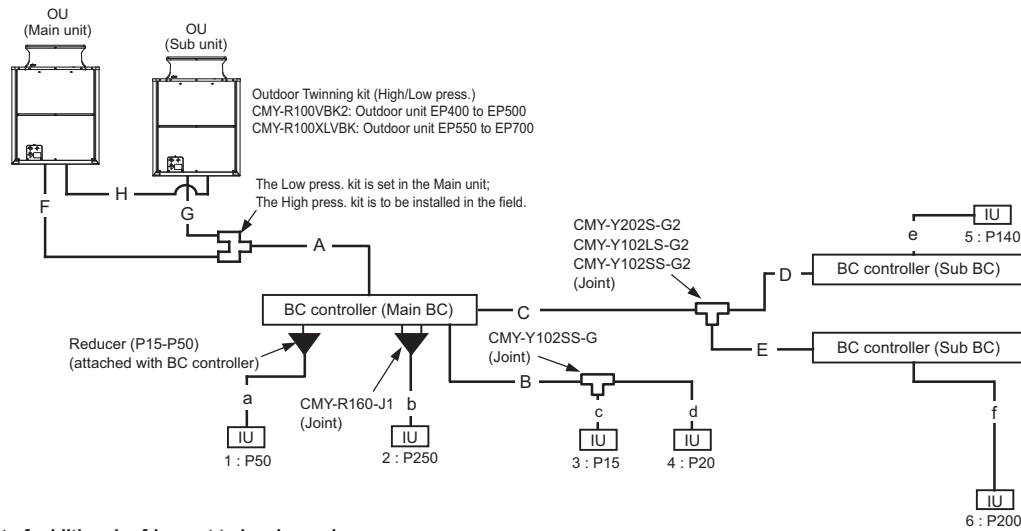 OU
(Main unit)
OU
(Sub unit)
Outdoor Twinning kit (High/Low press.)
CMY-R100VBK2: Outdoor unit EP400 to EP500
CMY-R100XLVBK: Outdoor unit EP550 to EP700
H
F
G
The Low press. kit is set in the Main unit;
The High press. kit is to be installed in the field.
A
CMY-Y202S-G2
CMY-Y102LS-G2
CMY-Y102SS-G2
(Joint)
IU
e
5 : P140
D
BC controller (Sub BC)
BC controller (Main BC)
C
Reducer (P15-P50)
(attached with BC controller)
CMY-Y102SS-G
(Joint)
E
BC controller (Sub BC)
B
a
CMY-R160-J1
(Joint)
b
c
d
f
IU
1 : P50
IU
2 : P250
IU
3 : P15
IU
4 : P20
IU
6 : P200